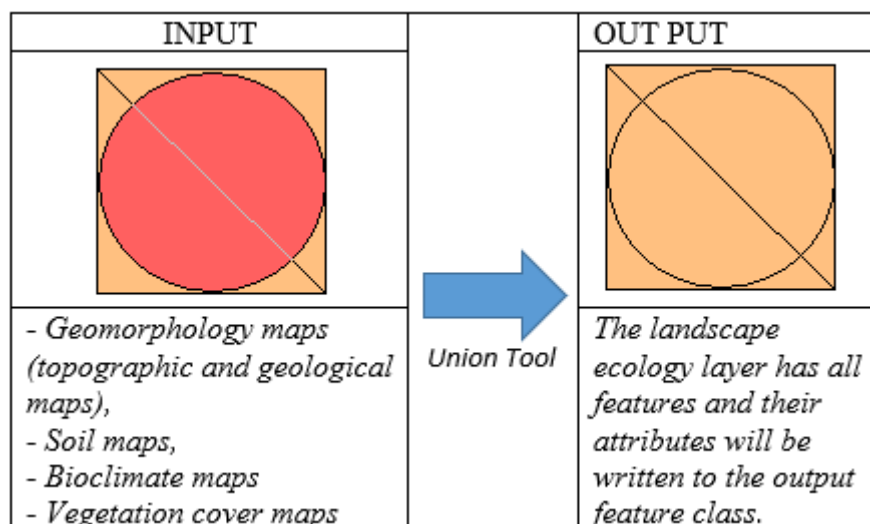 INPUT
OUT PUT
- Geomorphology maps
(topographic and geological
maps),
- Soil maps,
- Bioclimate maps
- Vegetation cover maps
Union Tool
The landscape
ecology layer has all
features and their
attributes will be
written to the output
feature class.